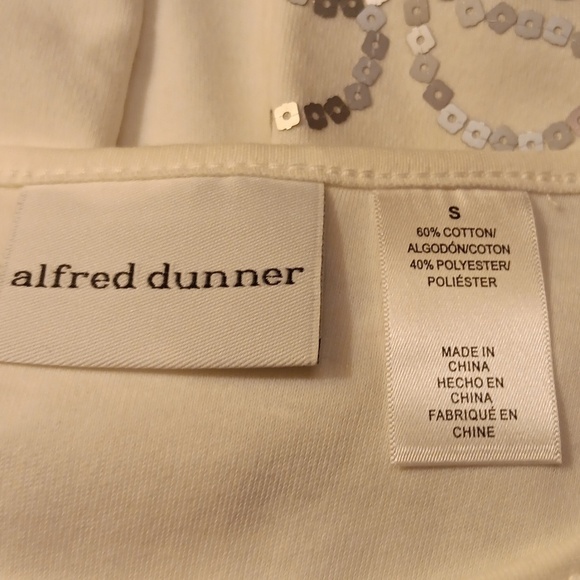 alfred dunner
S
60% COTTON/
ALGODÓN/COTON
40% POLYESTER/
POLIÉSTER
MADE IN
CHINA
HECHO EN
CHINA
FABRIQUÉ EN
CHINE